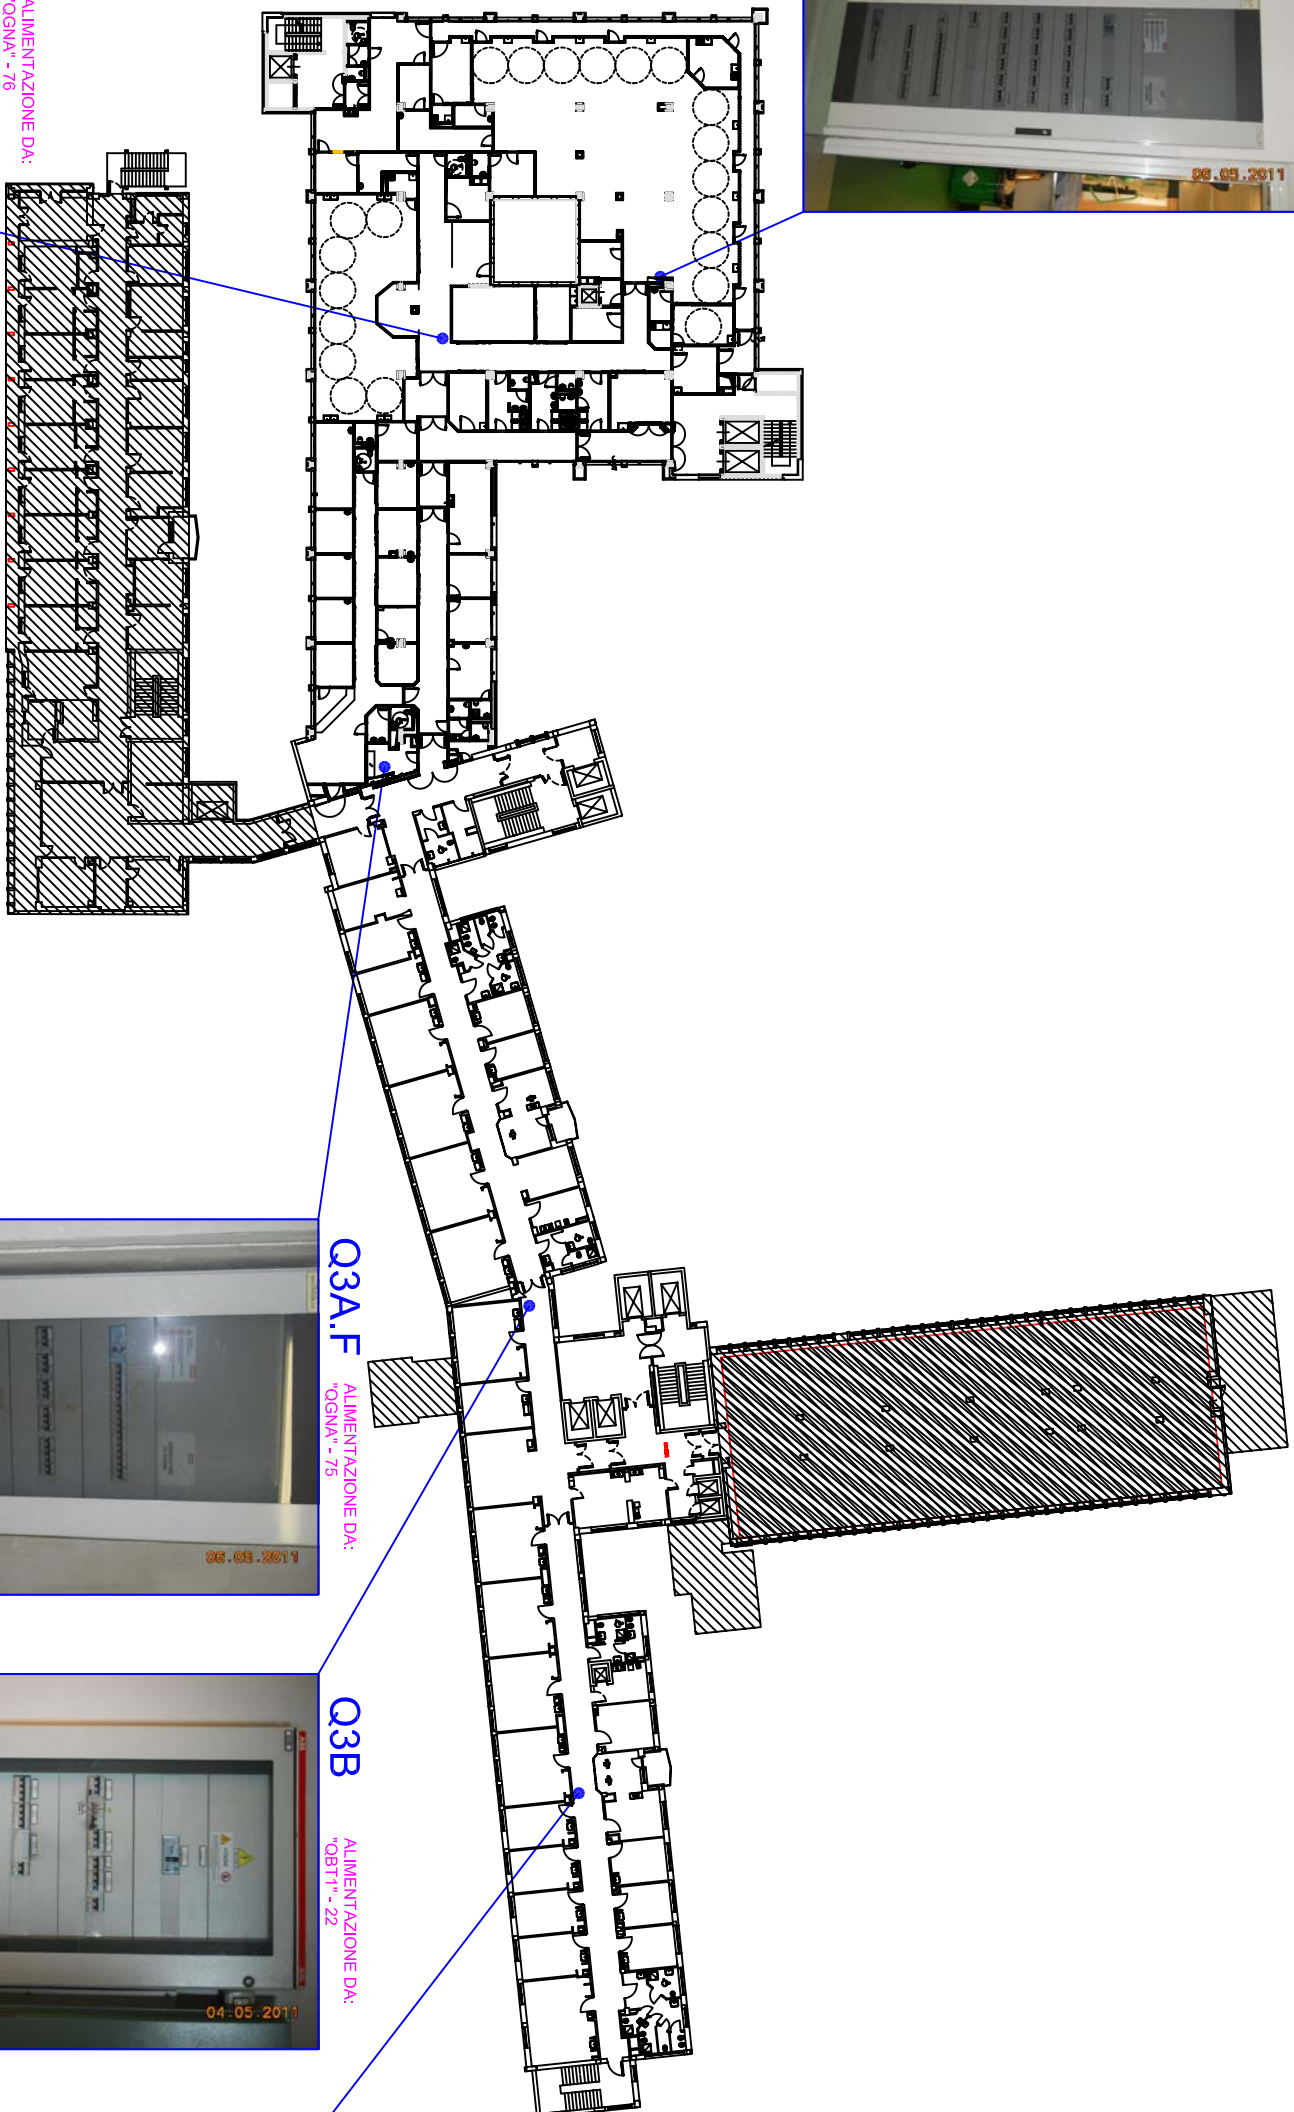 ALIMENTAZIONE DA:
"QGNA" - 76
06.05.2011
Q3A.F
ALIMENTAZIONE DA:
"QGNA" - 75
06.05.2011
Q3B
ALIMENTAZIONE DA:
"QBT1" - 22
04.05.2011